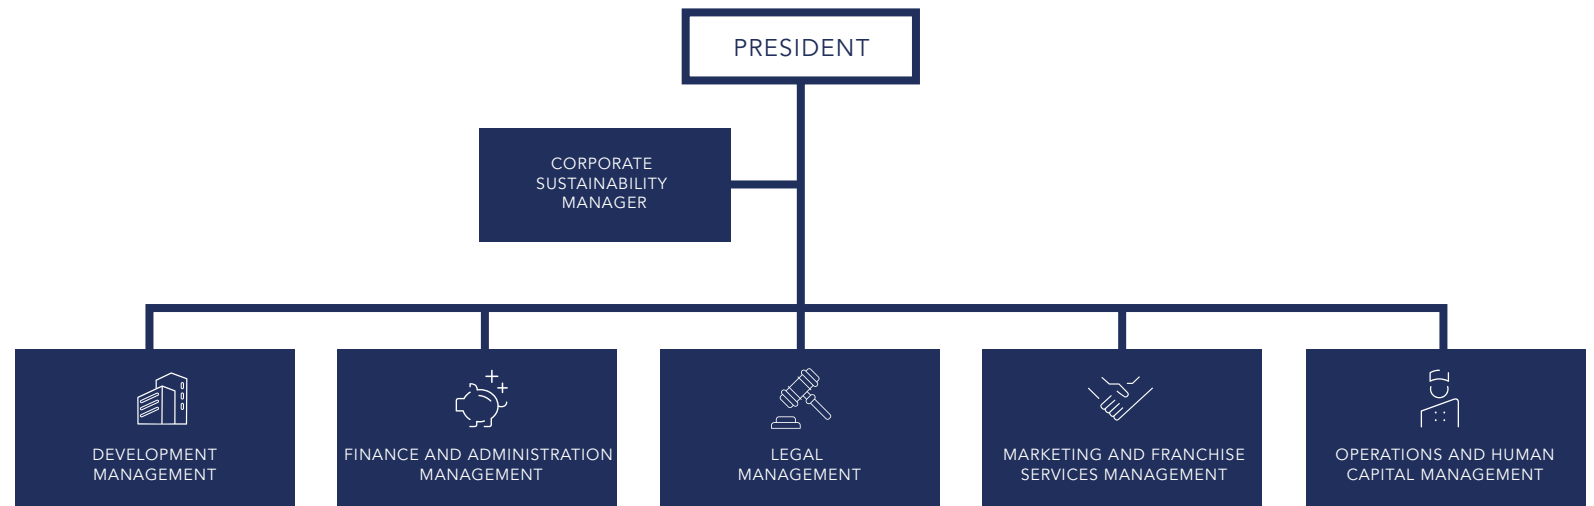 PRESIDENT
CORPORATE
SUSTAINABILITY
MANAGER
DEVELOPMENT
MANAGEMENT
FINANCE AND ADMINISTRATION
MANAGEMENT
LEGAL
MANAGEMENT
MARKETING AND FRANCHISE
SERVICES MANAGEMENT
OPERATIONS AND HUMAN
CAPITAL MANAGEMENT